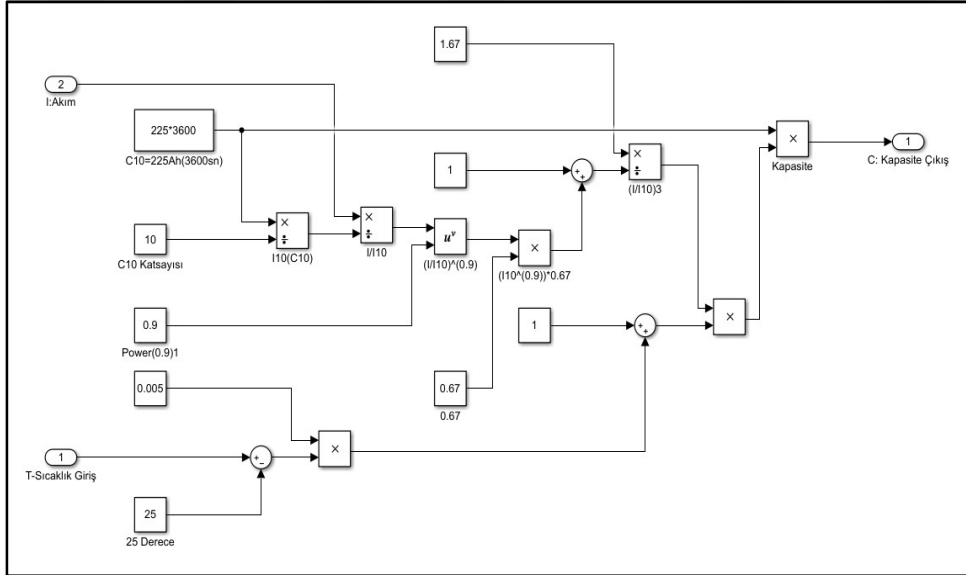 1.67
2
I:Akım
225*3600
C10=225Ah(3600sn)
×
Kapasite
1
C: Kapasite Çıkış
1
+
+
×
÷
(I/I10)3
10
C10 Katsayısı
×
÷
I10(C10)
×
÷
I/I10
u^v
(I/I10)^(0.9)
×
(I10^(0.9))*0.67
0.9
Power(0.9)1
1
+
+
×
0.005
0.67
0.67
1
T-Sıcaklık Giriş
+
−
×
25
25 Derece